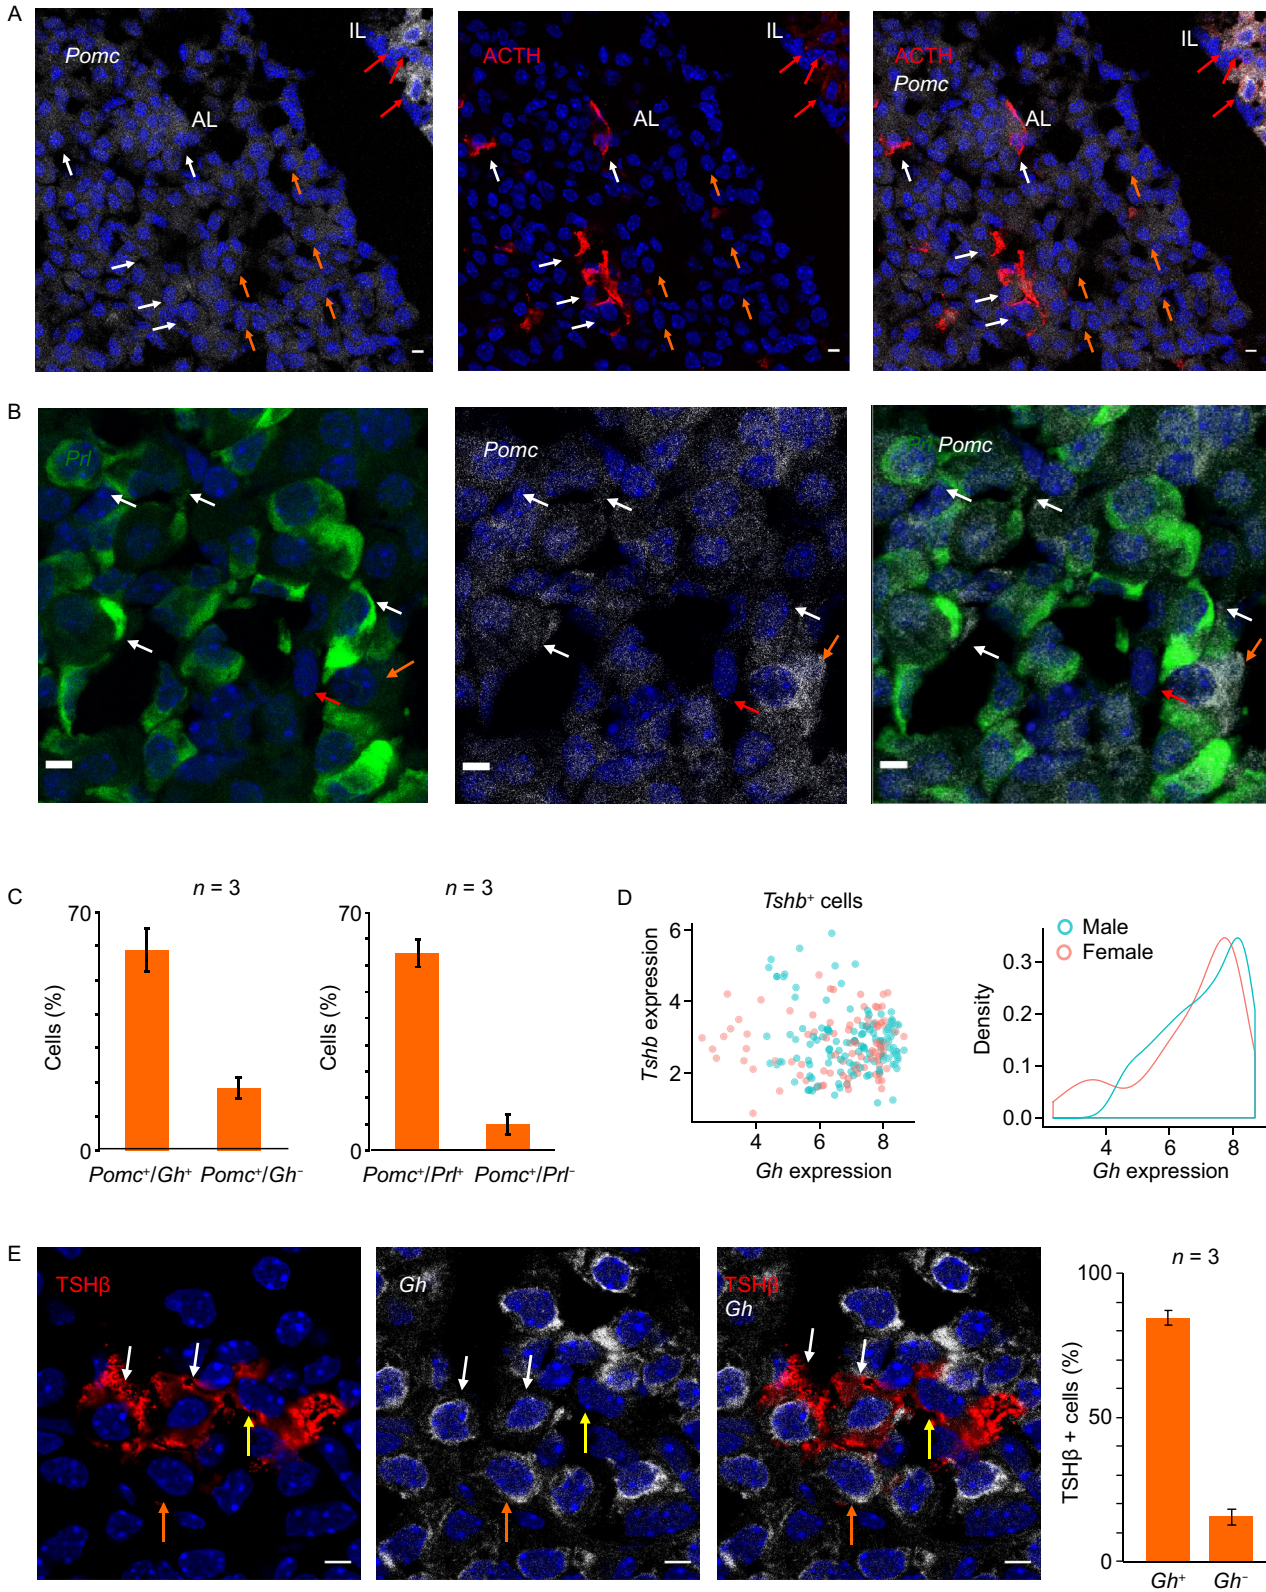 A
Pomc
IL
AL
ACTH
IL
AL
ACTH
Pomc
IL
AL
B
Prl
Pomc
Prl Pomc
C
n = 3
70
Cells (%)
0
Pomc⁺/Gh⁺
Pomc⁺/Gh⁻
n = 3
70
Cells (%)
0
Pomc⁺/Prl⁺
Pomc⁺/Prl⁻
D
Tshb⁺ cells
6
4
2
Tshb expression
4 6 8
Gh expression
Male
Female
0.3
0.2
0.1
0.0
Density
4 6 8
Gh expression
E
TSHβ
Gh
TSHβ
Gh
n = 3
100
50
0
TSHβ + cells (%)
Gh⁺
Gh⁻